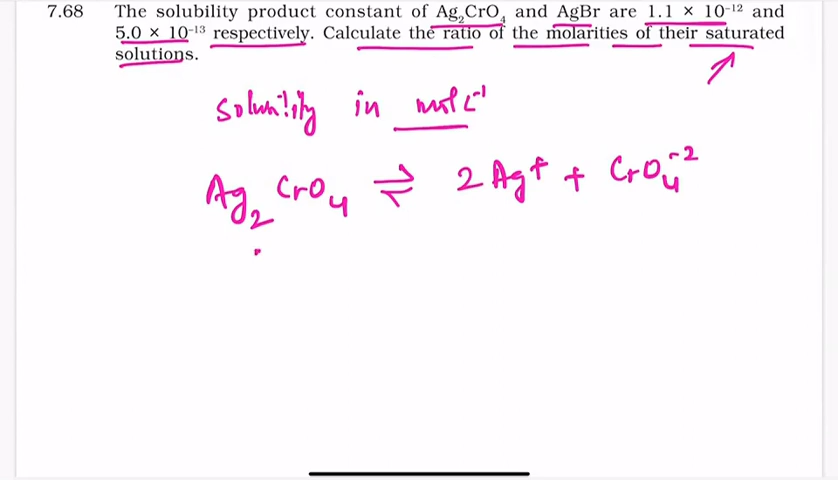 7.68 The solubility product constant of Ag₂CrO₄ and AgBr are 1.1 × 10⁻¹² and
5.0 × 10⁻¹³ respectively. Calculate the ratio of the molarities of their saturated
solutions.
Solubility in mol L⁻¹
Ag₂CrO₄ ⇌ 2Ag⁺ + CrO₄⁻²